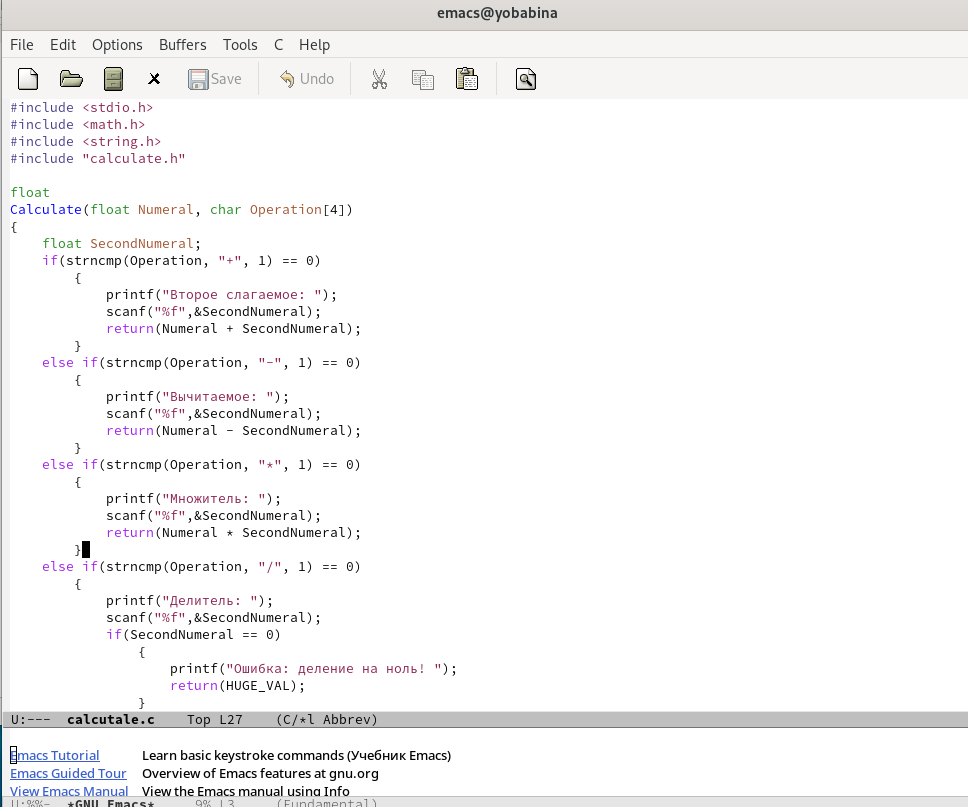 emacs@yobabina
File Edit Options Buffers Tools C Help
Save Undo
#include <stdio.h>
#include <math.h>
#include <string.h>
#include "calculate.h"
float
Calculate(float Numeral, char Operation[4])
{
float SecondNumeral;
if(strncmp(Operation, "+", 1) == 0)
{
printf("Второе слагаемое: ");
scanf("%f",&SecondNumeral);
return(Numeral + SecondNumeral);
}
else if(strncmp(Operation, "-", 1) == 0)
{
printf("Вычитаемое: ");
scanf("%f",&SecondNumeral);
return(Numeral - SecondNumeral);
}
else if(strncmp(Operation, "*", 1) == 0)
{
printf("Множитель: ");
scanf("%f",&SecondNumeral);
return(Numeral * SecondNumeral);
}
else if(strncmp(Operation, "/", 1) == 0)
{
printf("Делитель: ");
scanf("%f",&SecondNumeral);
if(SecondNumeral == 0)
{
printf("Ошибка: деление на ноль! ");
return(HUGE_VAL);
}
U:--- calcutale.c Top L27 (C/*l Abbrev)
Emacs Tutorial Learn basic keystroke commands (Учебник Emacs)
Emacs Guided Tour Overview of Emacs features at gnu.org
View Emacs Manual View the Emacs manual using Info
U:%%- *GNU Emacs* 9% L3 (Fundamental)